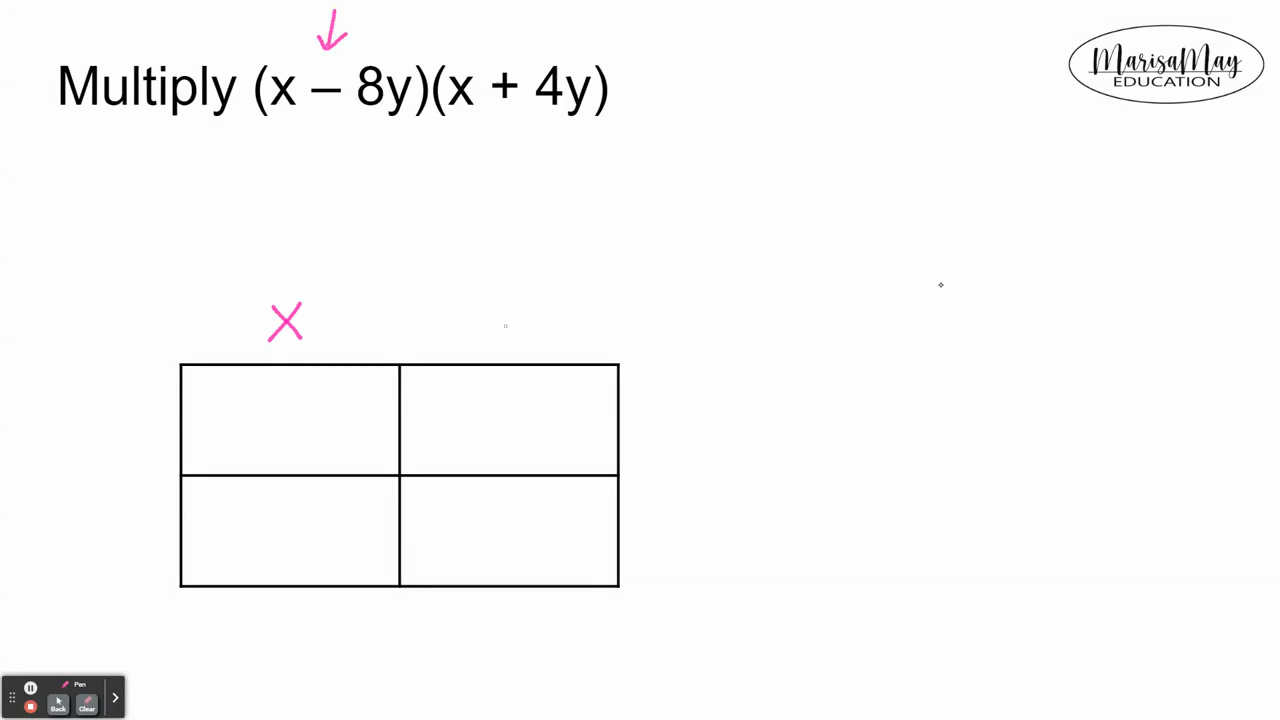 Multiply (x – 8y)(x + 4y)
MarisaMay
EDUCATION
X
Pen
Back Clear